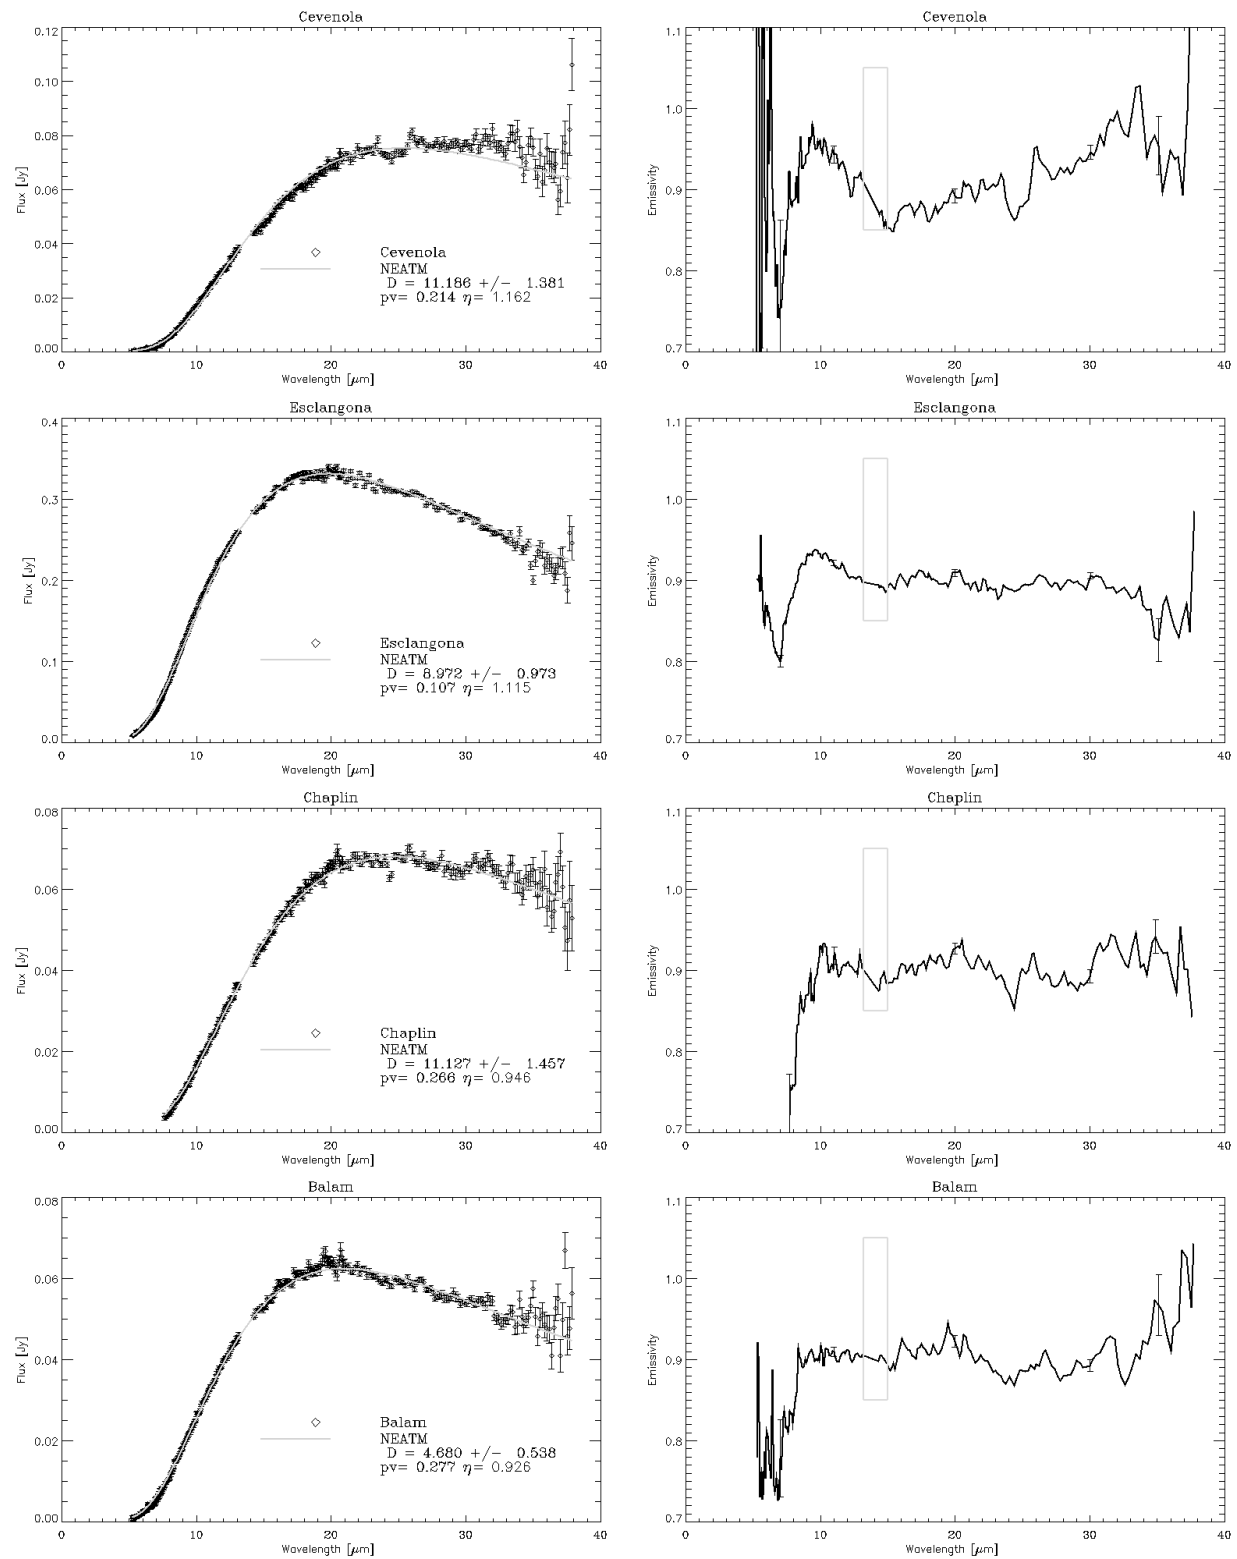 Cevenola
0.12
0.10
0.08
0.06
0.04
0.02
0.00
Flux [Jy]
Cevenola
NEATM
D = 11.186 +/- 1.381
pv= 0.214 η= 1.162
0 10 20 30 40
Wavelength [μm]
Cevenola
1.1
1.0
0.9
0.8
0.7
Emissivity
0 10 20 30 40
Wavelength [μm]
Esclangona
0.4
0.3
0.2
0.1
0.0
Flux [Jy]
Esclangona
NEATM
D = 8.972 +/- 0.973
pv= 0.107 η= 1.115
0 10 20 30 40
Wavelength [μm]
Esclangona
1.1
1.0
0.9
0.8
0.7
Emissivity
0 10 20 30 40
Wavelength [μm]
Chaplin
0.08
0.06
0.04
0.02
0.00
Flux [Jy]
Chaplin
NEATM
D = 11.127 +/- 1.457
pv= 0.266 η= 0.946
0 10 20 30 40
Wavelength [μm]
Chaplin
1.1
1.0
0.9
0.8
0.7
Emissivity
0 10 20 30 40
Wavelength [μm]
Balam
0.08
0.06
0.04
0.02
0.00
Flux [Jy]
Balam
NEATM
D = 4.680 +/- 0.538
pv= 0.277 η= 0.926
0 10 20 30 40
Wavelength [μm]
Balam
1.1
1.0
0.9
0.8
0.7
Emissivity
0 10 20 30 40
Wavelength [μm]